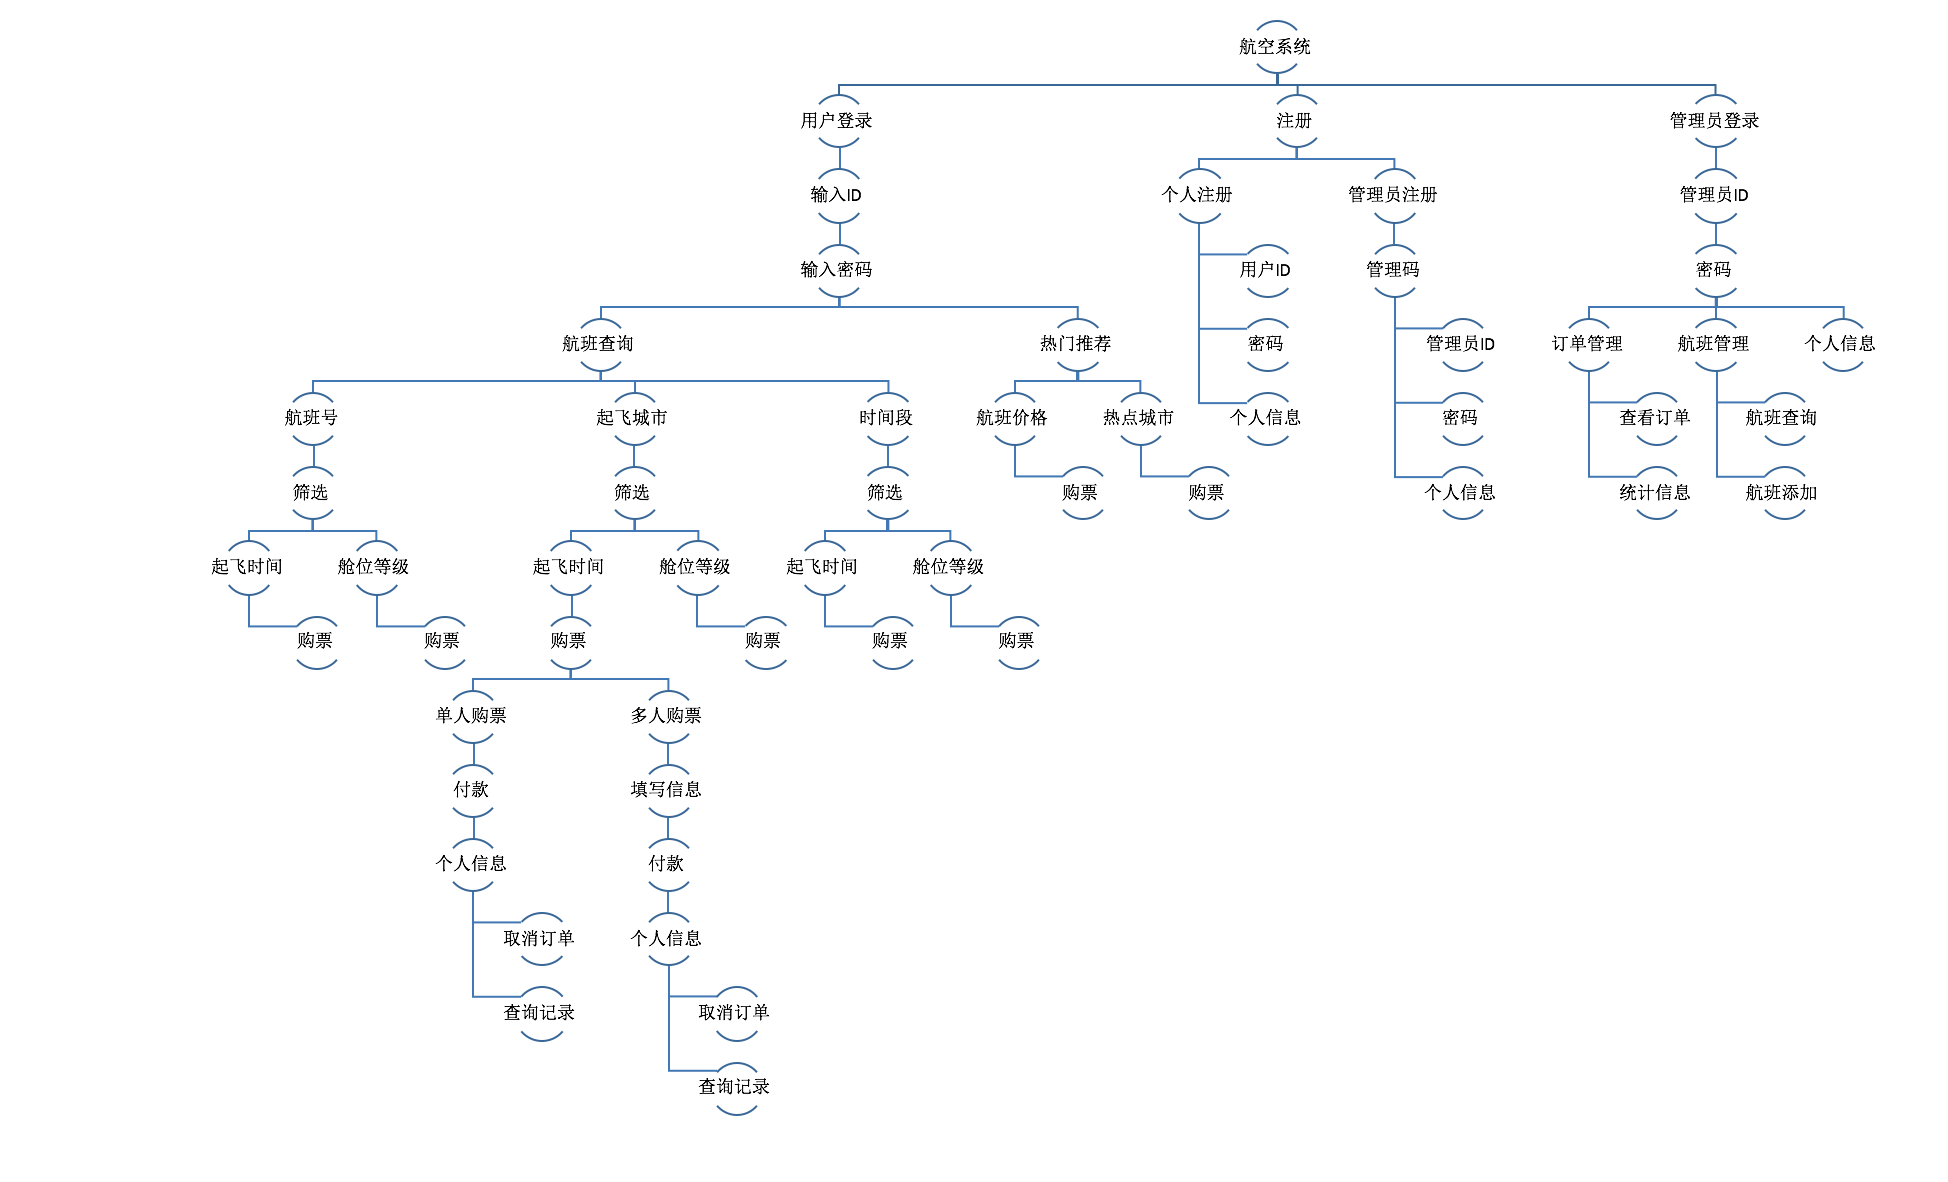 航空系统
用户登录
注册
管理员登录
输入ID
个人注册
管理员注册
管理员ID
输入密码
用户ID
管理码
密码
航班查询
热门推荐
密码
管理员ID
订单管理
航班管理
个人信息
航班号
起飞城市
时间段
航班价格
热点城市
个人信息
密码
查看订单
航班查询
筛选
筛选
筛选
购票
购票
个人信息
统计信息
航班添加
起飞时间
舱位等级
起飞时间
舱位等级
起飞时间
舱位等级
购票
购票
购票
购票
购票
购票
单人购票
多人购票
付款
填写信息
个人信息
付款
取消订单
个人信息
查询记录
取消订单
查询记录